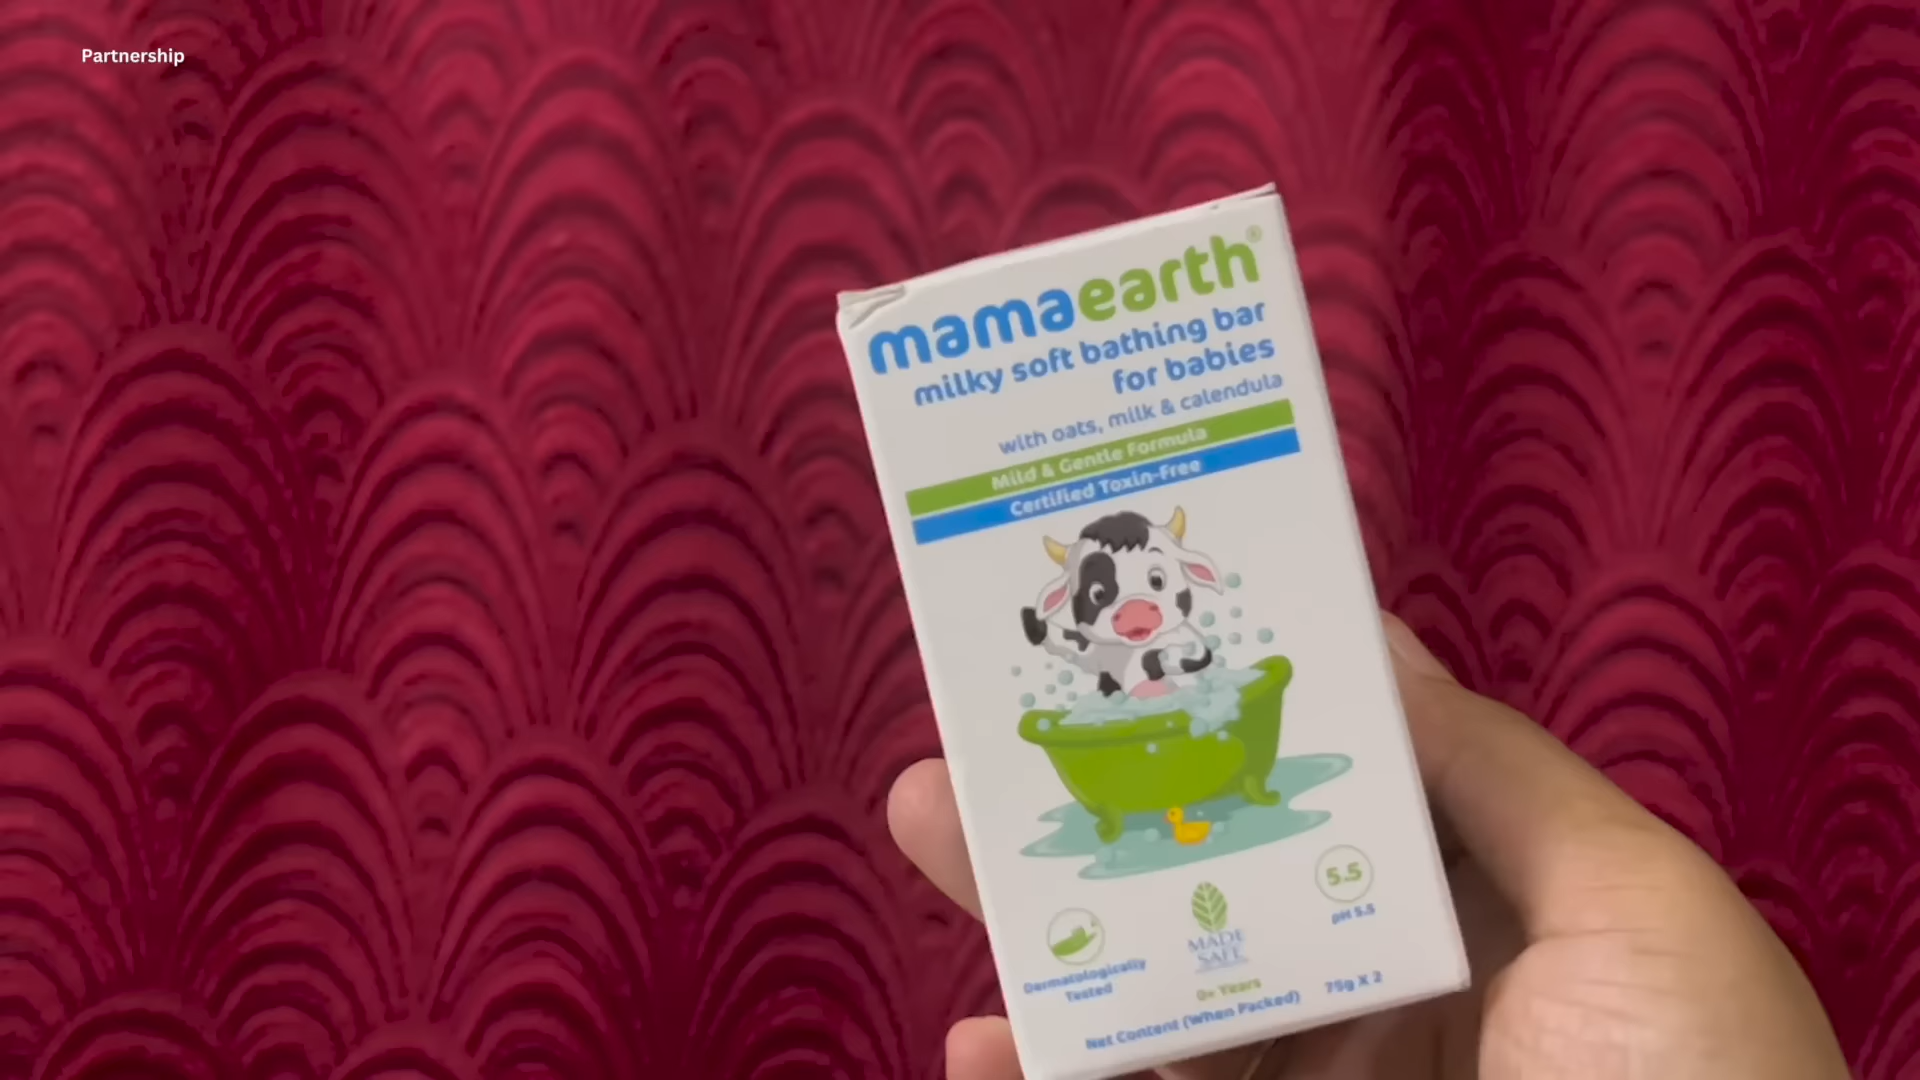 Partnership
mamaearth®
milky soft bathing bar
for babies
with oats, milk & calendula
Mild & Gentle Formula
Certified Toxin-Free
5.5
pH 5.5
MADE
SAFE
Dermatologically
Tested
0+ Years
75g X 2
Net Content (When Packed)